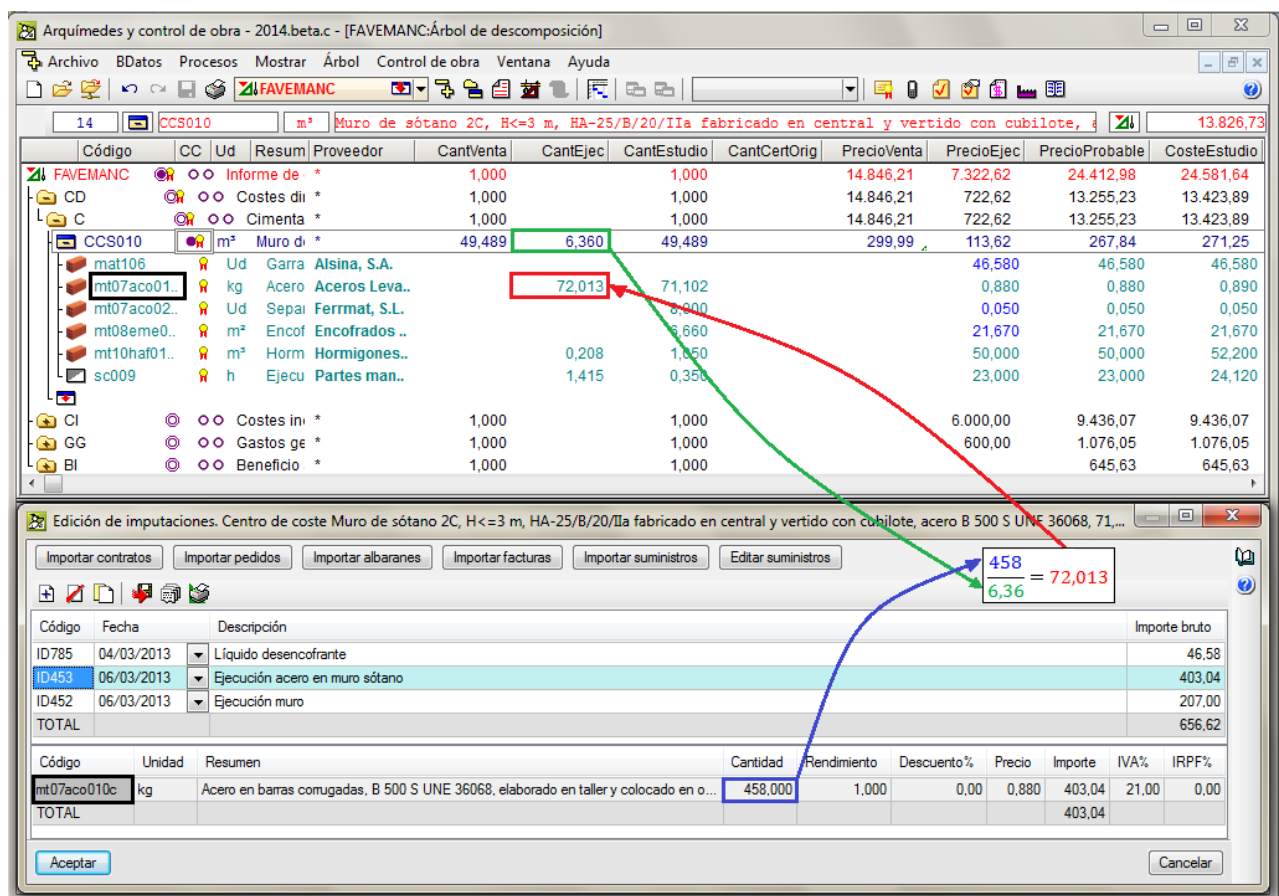 Arquímedes y control de obra - 2014.beta.c - [FAVEMANC:Árbol de descomposición]
Archivo BDatos Procesos Mostrar Árbol Control de obra Ventana Ayuda
FAVEMANC
14 CCS010 m³ Muro de sótano 2C, H<=3 m, HA-25/B/20/IIa fabricado en central y vertido con cubilote, a 13.826,73
Código CC Ud Resum Proveedor CantVenta CantEjec CantEstudio CantCertOrig PrecioVenta PrecioEjec PrecioProbable CosteEstudio
FAVEMANC Informe de * 1,000 1,000 14.846,21 7.322,62 24.412,98 24.581,64
CD Costes dir * 1,000 1,000 14.846,21 722,62 13.255,23 13.423,89
C Cimenta * 1,000 1,000 14.846,21 722,62 13.255,23 13.423,89
CCS010 m³ Muro d * 49,489 6,360 49,489 299,99 113,62 267,84 271,25
mat106 Ud Garra Alsina, S.A. 46,580 46,580 46,580
mt07aco01.. kg Acero Aceros Leva.. 72,013 71,102 0,880 0,880 0,890
mt07aco02.. Ud Sepai Ferrmat, S.L. 8,000 0,050 0,050 0,050
mt08eme0.. m² Encof Encofrados .. 6,660 21,670 21,670 21,670
mt10haf01.. m³ Horm Hormigones.. 0,208 1,050 50,000 50,000 52,200
sc009 h Ejecu Partes man.. 1,415 0,350 23,000 23,000 24,120
CI Costes in * 1,000 1,000 6.000,00 9.436,07 9.436,07
GG Gastos ge * 1,000 1,000 600,00 1.076,05 1.076,05
BI Beneficio * 1,000 1,000 645,63 645,63
Edición de imputaciones. Centro de coste Muro de sótano 2C, H<=3 m, HA-25/B/20/IIa fabricado en central y vertido con cubilote, acero B 500 S UNE 36068, 71,...
Importar contratos Importar pedidos Importar albaranes Importar facturas Importar suministros Editar suministros
458
6,36
= 72,013
Código Fecha Descripción Importe bruto
ID785 04/03/2013 Líquido desencofrante 46,58
ID453 06/03/2013 Ejecución acero en muro sótano 403,04
ID452 06/03/2013 Ejecución muro 207,00
TOTAL 656,62
Código Unidad Resumen Cantidad Rendimiento Descuento% Precio Importe IVA% IRPF%
mt07aco010c kg Acero en barras corrugadas, B 500 S UNE 36068, elaborado en taller y colocado en o... 458,000 1,000 0,00 0,880 403,04 21,00 0,00
TOTAL 403,04
Aceptar Cancelar